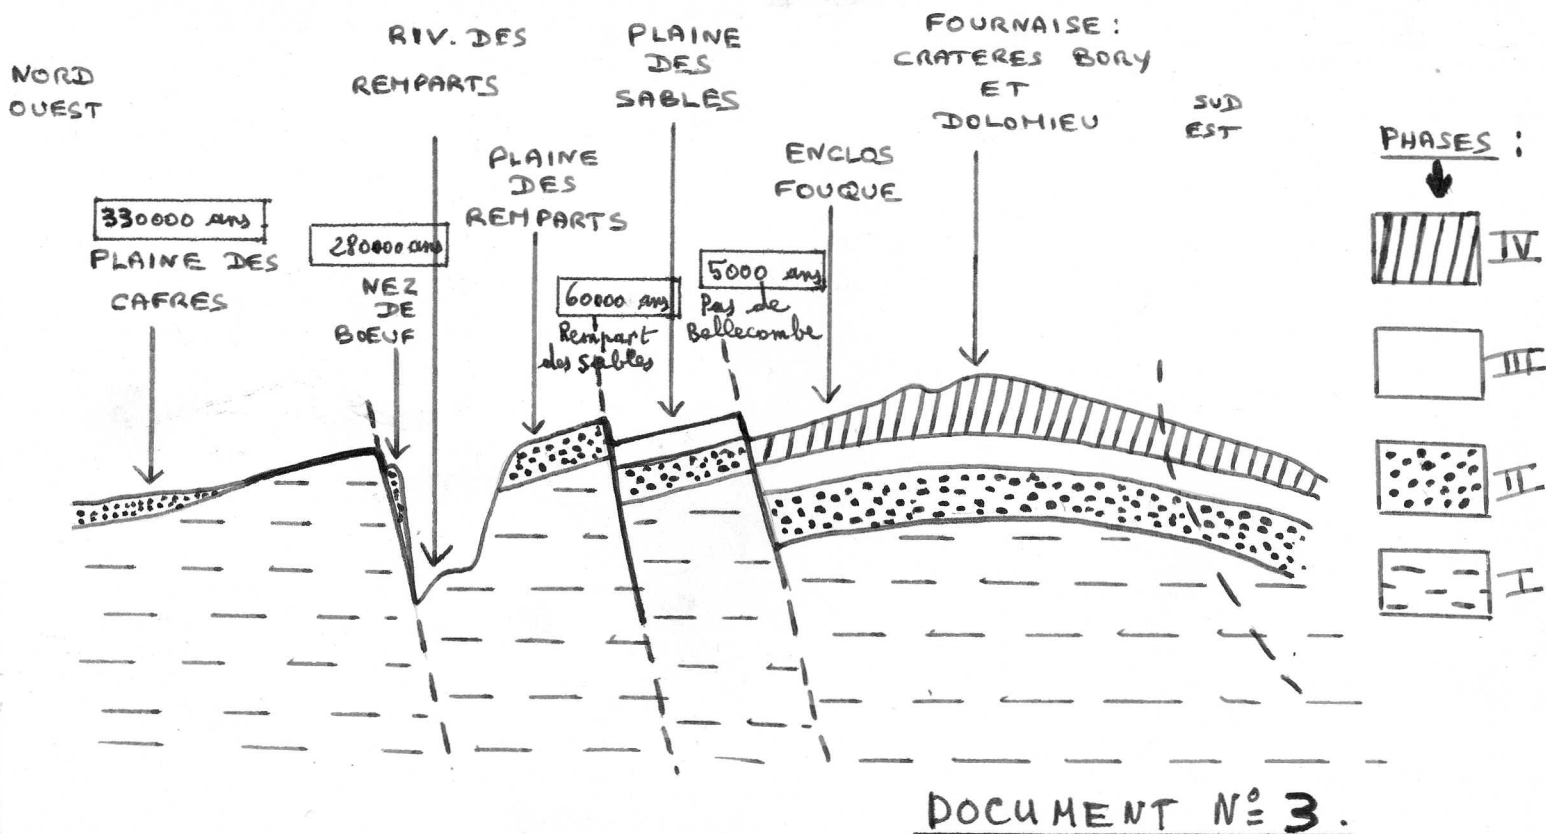 NORD
OUEST
RIV. DES
REMPARTS
PLAINE
DES
SABLES
FOURNAISE :
CRATERES BORY
ET
DOLOMIEU
SUD
EST
PHASES :
PLAINE
DES
REMPARTS
ENCLOS
FOUQUE
330000 ans
PLAINE DES
CAFRES
280000 ans
NEZ
DE
BOEUF
60000 ans
Rempart
des Sables
5000 ans
Pas de
Bellecombe
IV
III
II
I
DOCUMENT Nº 3.